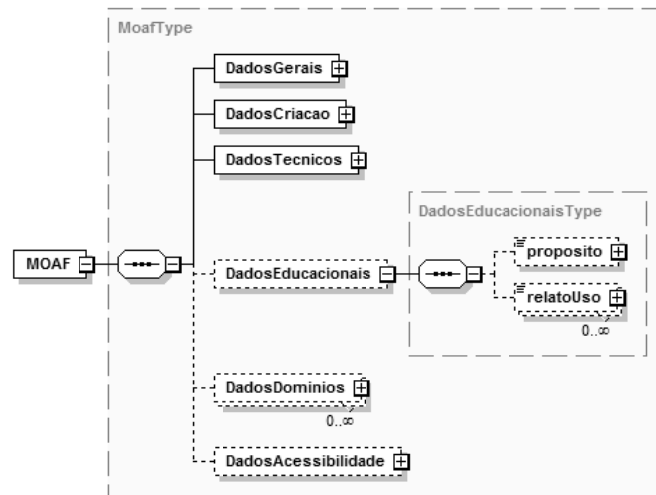 MoafType
DadosGerais
DadosCriacao
DadosTecnicos
DadosEducacionaisType
proposito
MOAF
DadosEducacionais
relatoUso
0..∞
DadosDominios
0..∞
DadosAcessibilidade